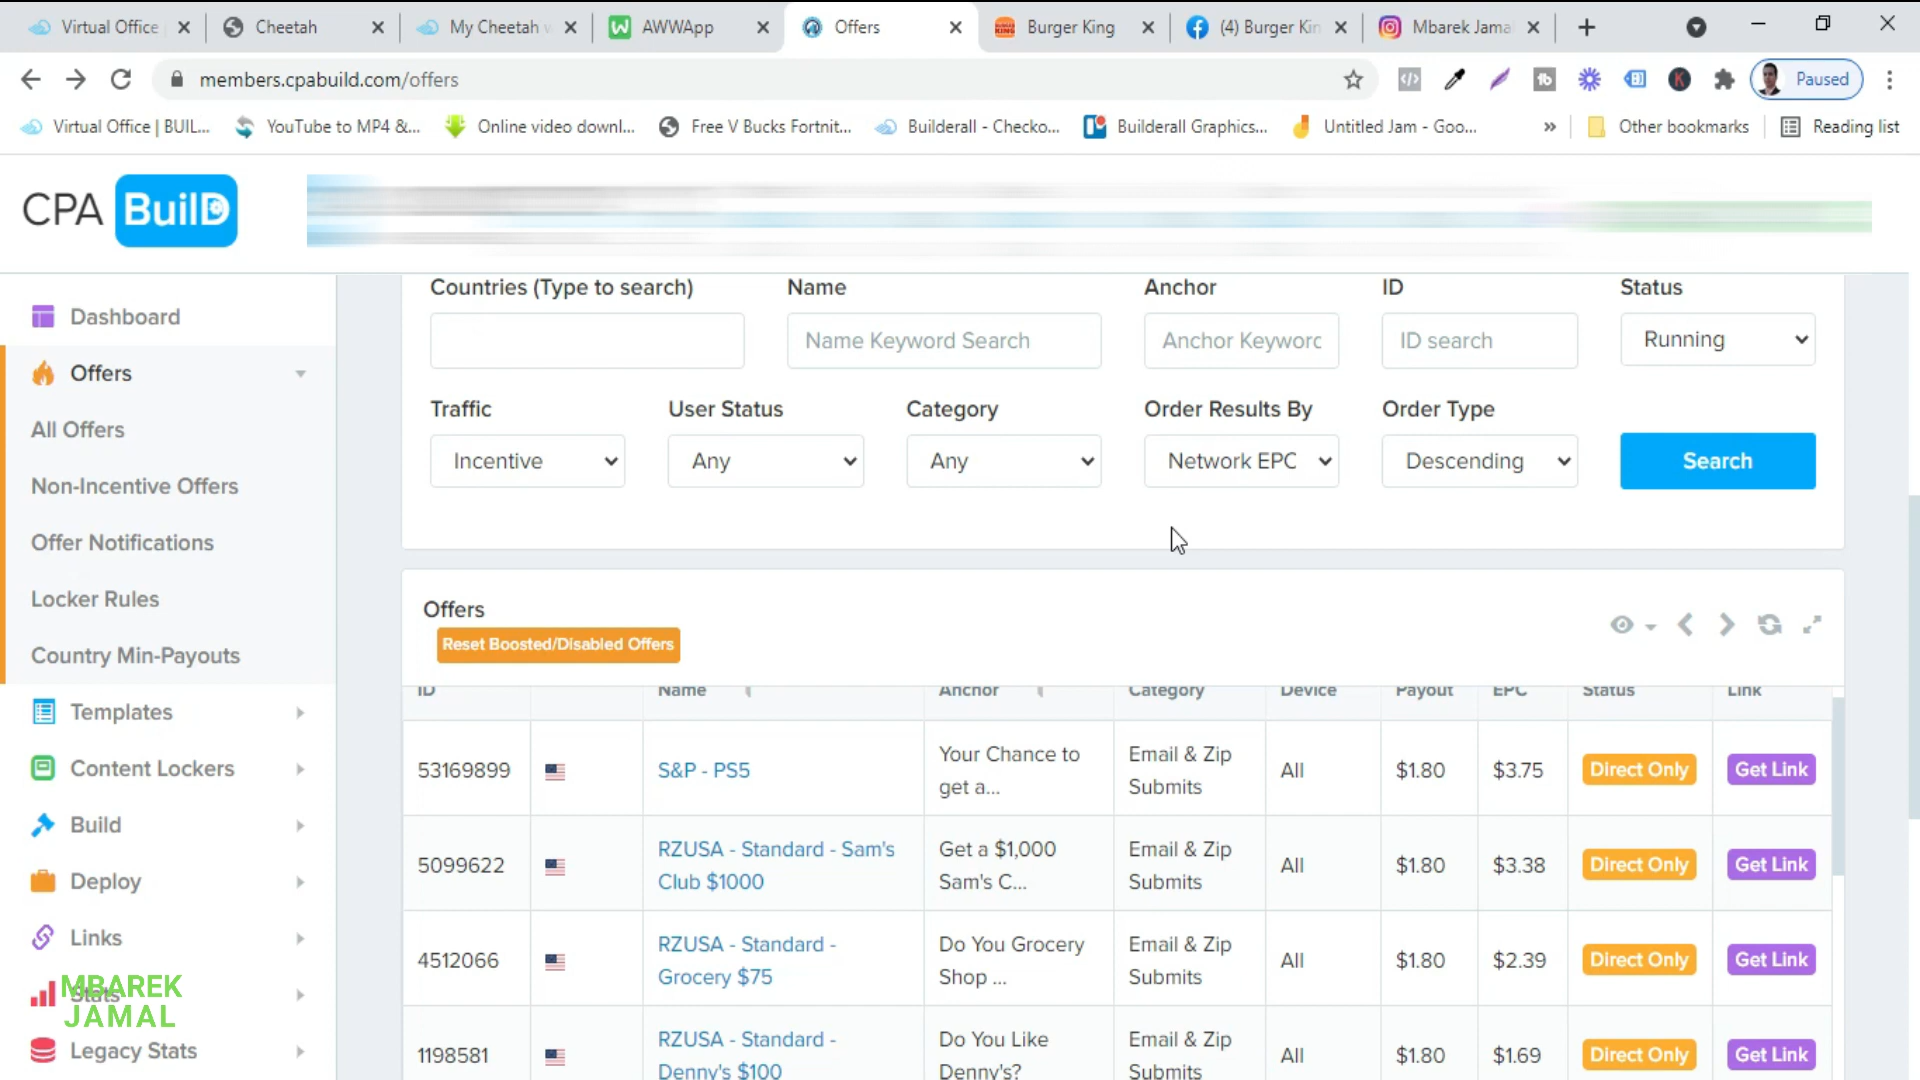 Virtual Office
Cheetah
My Cheetah w
AWWApp
Offers
Burger King
(4) Burger Kin
Mbarek Jama
members.cpabuild.com/offers
Paused
Virtual Office | BUIL...
YouTube to MP4 &...
Online video downl...
Free V Bucks Fortnit...
Builderall - Checko...
Builderall Graphics...
Untitled Jam - Goo...
Other bookmarks
Reading list
CPA BuilD
Dashboard
Offers
All Offers
Non-Incentive Offers
Offer Notifications
Locker Rules
Country Min-Payouts
Templates
Content Lockers
Build
Deploy
Links
Stats
MBAREK
JAMAL
Legacy Stats
Countries (Type to search) Name Anchor ID Status
Name Keyword Search Anchor Keyword ID search Running
Traffic User Status Category Order Results By Order Type
Incentive Any Any Network EPC Descending Search
Offers
Reset Boosted/Disabled Offers
ID Name Anchor Category Device Payout EPC Status Link
53169899 S&P - PS5 Your Chance to get a... Email & Zip Submits All $1.80 $3.75 Direct Only Get Link
5099622 RZUSA - Standard - Sam's Club $1000 Get a $1,000 Sam's C... Email & Zip Submits All $1.80 $3.38 Direct Only Get Link
4512066 RZUSA - Standard - Grocery $75 Do You Grocery Shop ... Email & Zip Submits All $1.80 $2.39 Direct Only Get Link
1198581 RZUSA - Standard - Denny's $100 Do You Like Denny's? Email & Zip Submits All $1.80 $1.69 Direct Only Get Link